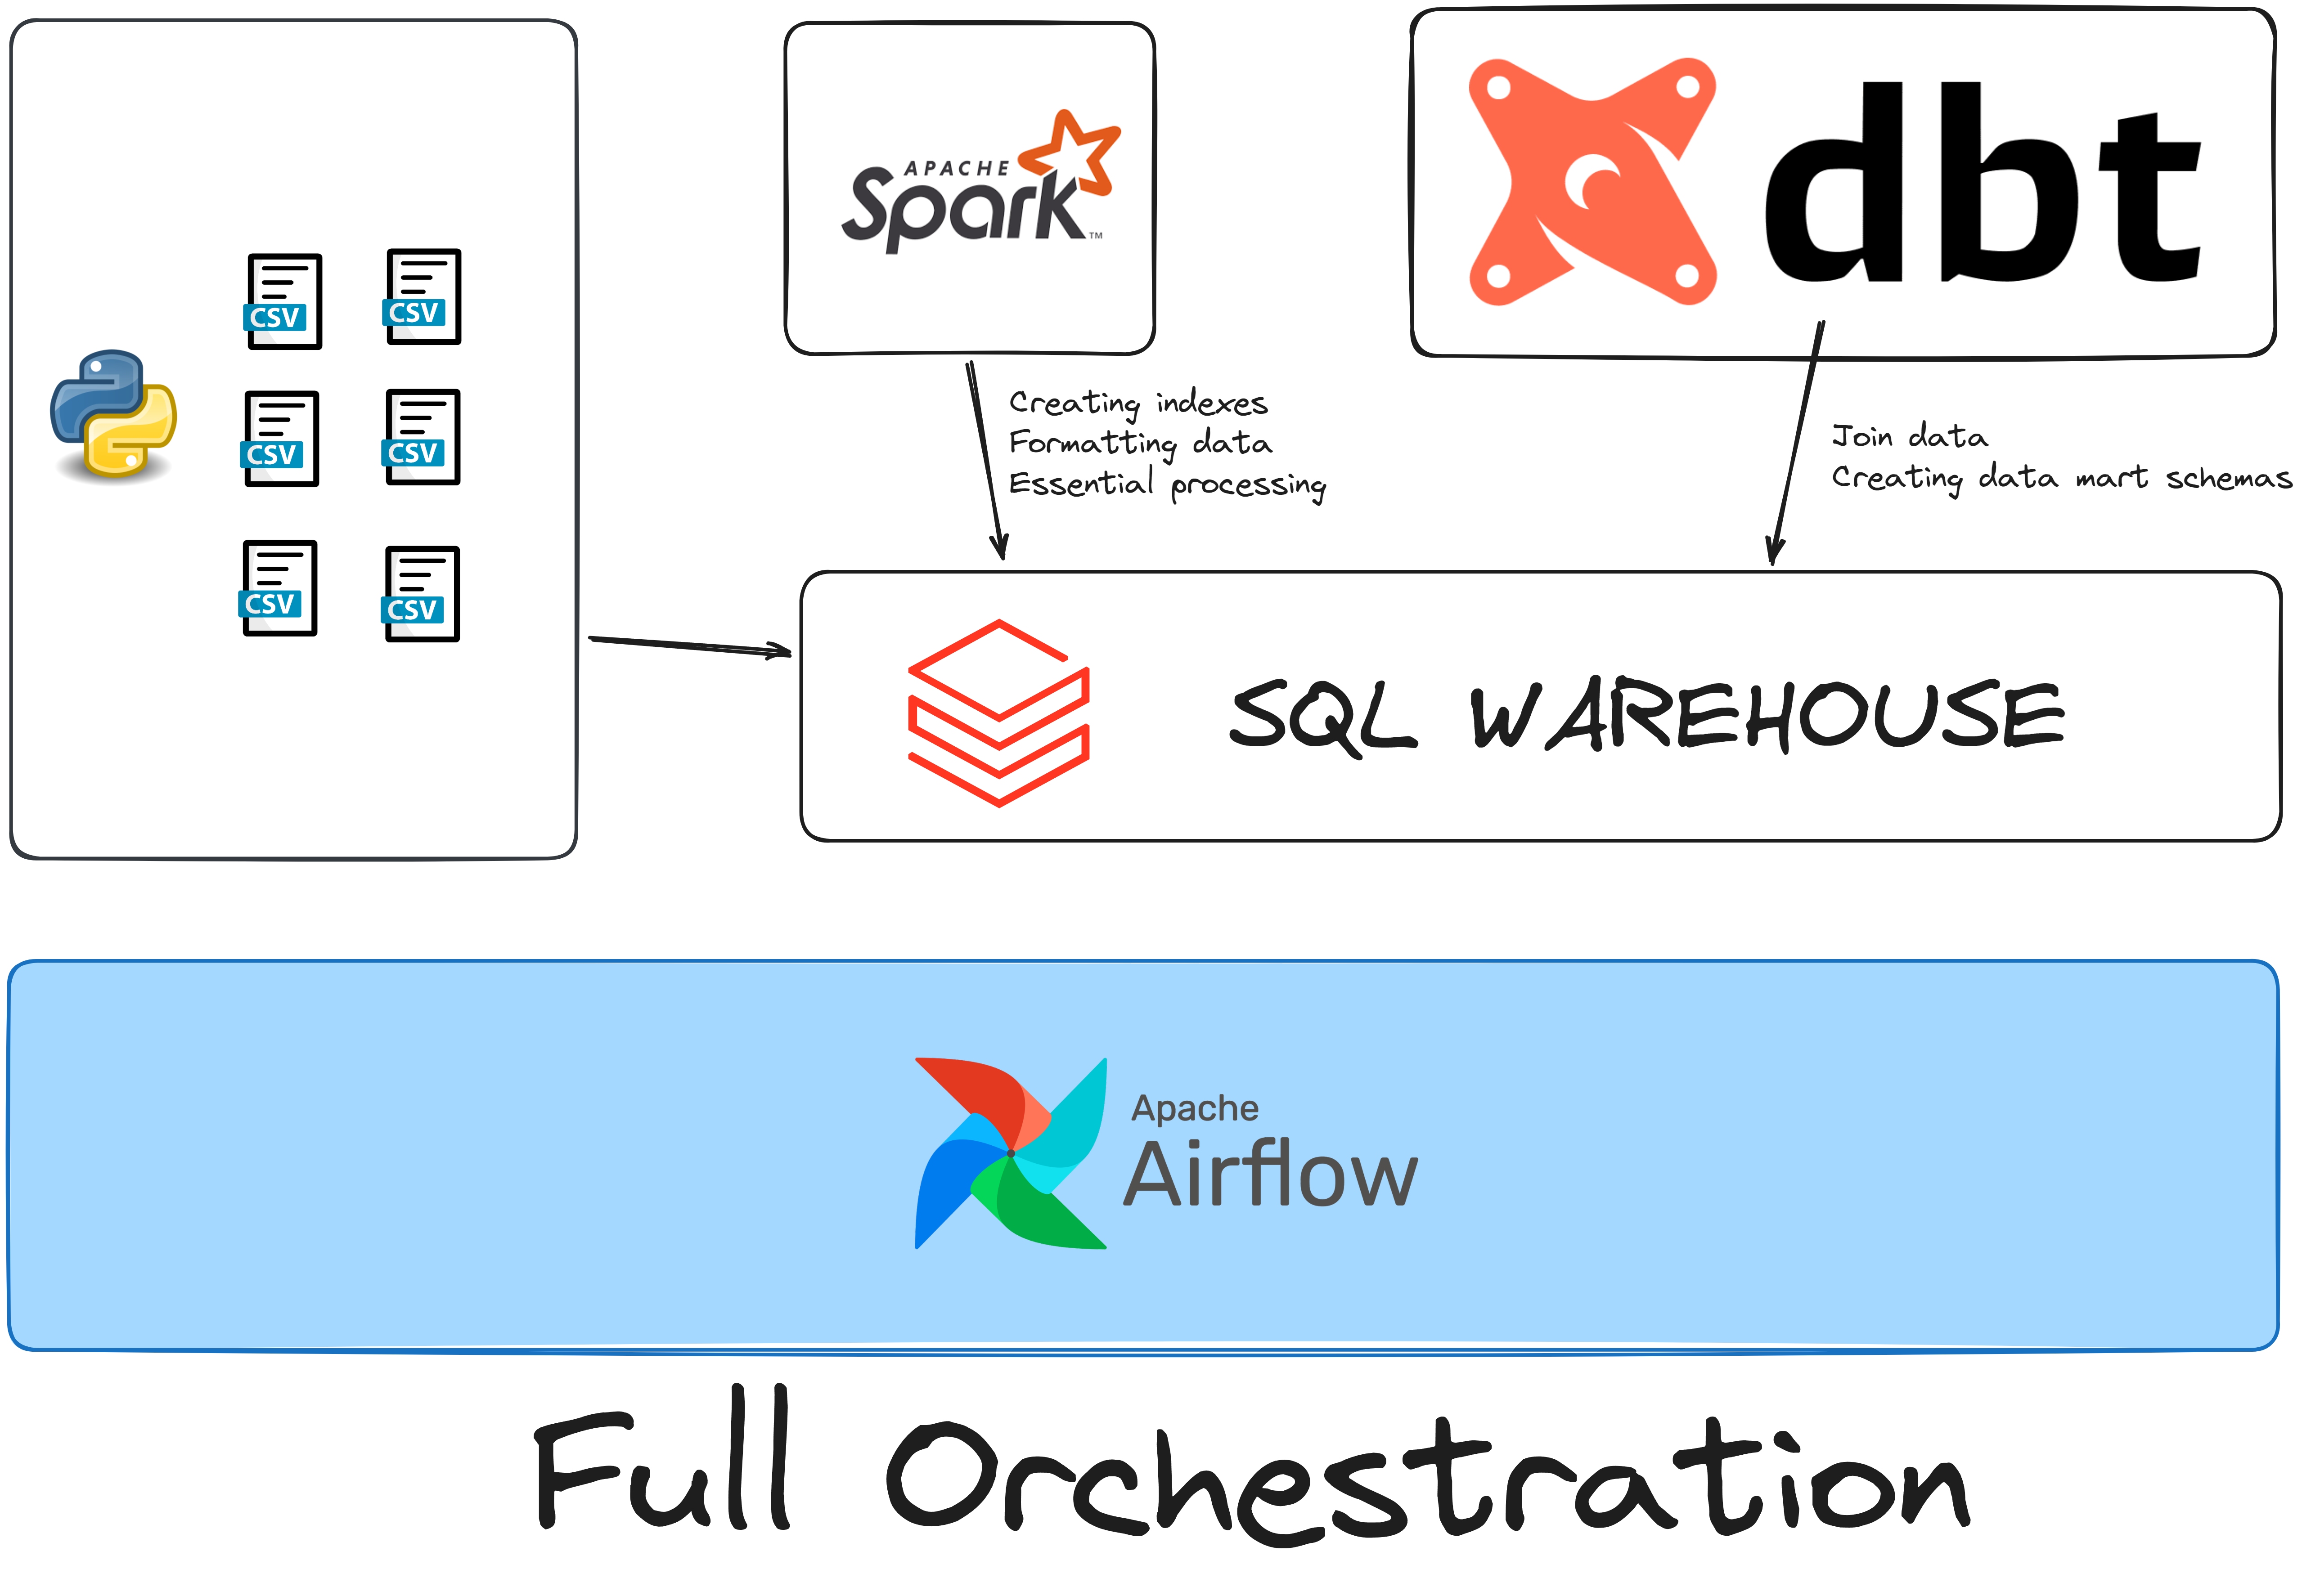 CSV
CSV
CSV
CSV
CSV
CSV
APACHE
Spark™
dbt
Creating indexes
Formatting data
Essential processing
Join data
Creating data mart schemas
SQL WAREHOUSE
Apache
Airflow
Full Orchestration